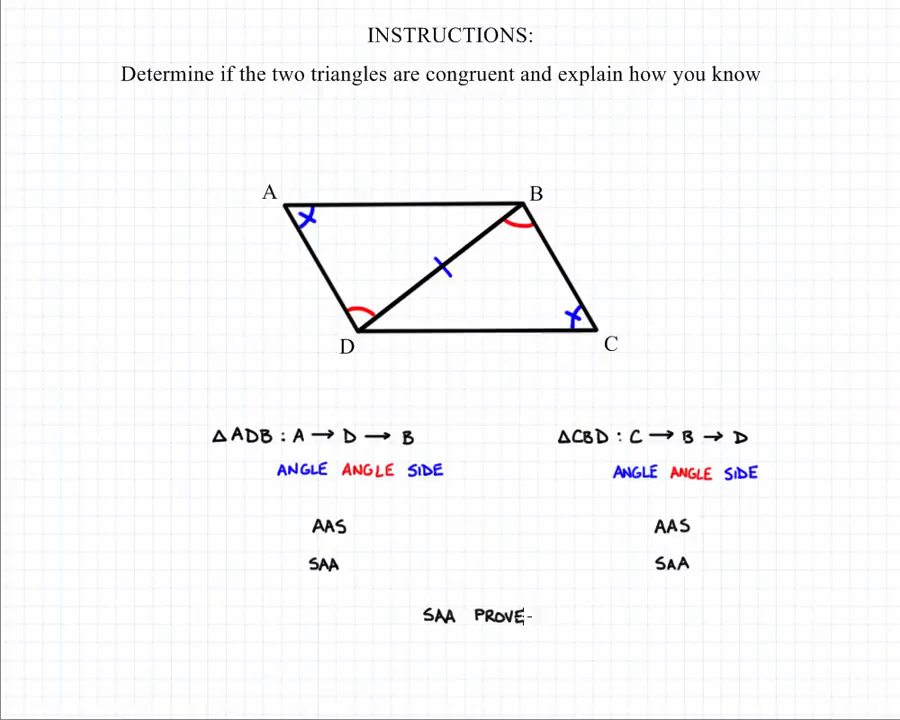 INSTRUCTIONS:
Determine if the two triangles are congruent and explain how you know
A
B
D
C
△ADB : A → D → B
△CBD : C → B → D
ANGLE ANGLE SIDE
ANGLE ANGLE SIDE
AAS
AAS
SAA
SAA
SAA PROVE